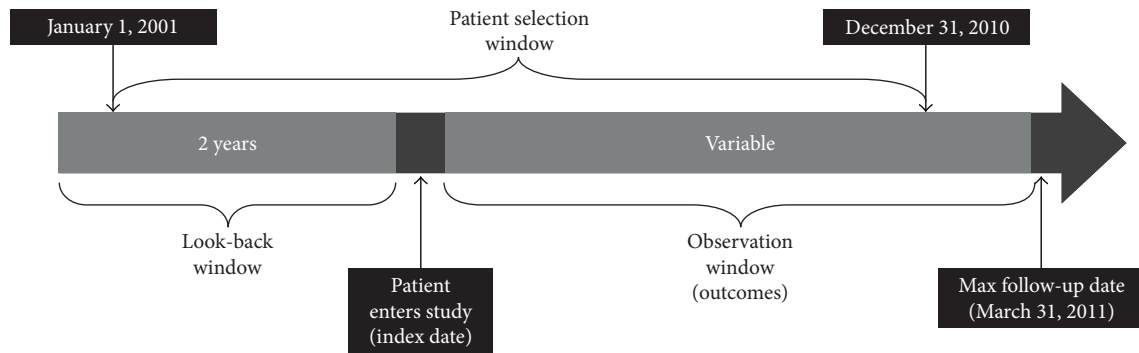 January 1, 2001
Patient selection
window
December 31, 2010
2 years
Variable
Look-back
window
Patient
enters study
(index date)
Observation
window
(outcomes)
Max follow-up date
(March 31, 2011)